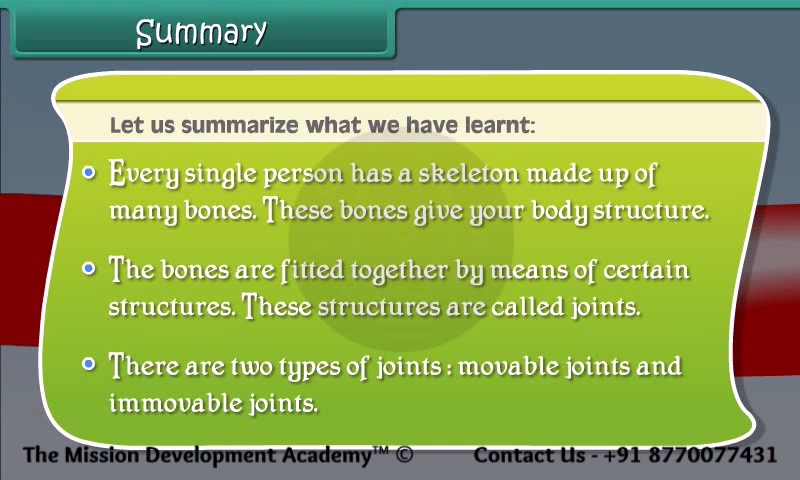 Summary
Let us summarize what we have learnt:
Every single person has a skeleton made up of
many bones. These bones give your body structure.
The bones are fitted together by means of certain
structures. These structures are called joints.
There are two types of joints : movable joints and
immovable joints.
The Mission Development Academy™ © Contact Us - +91 8770077431